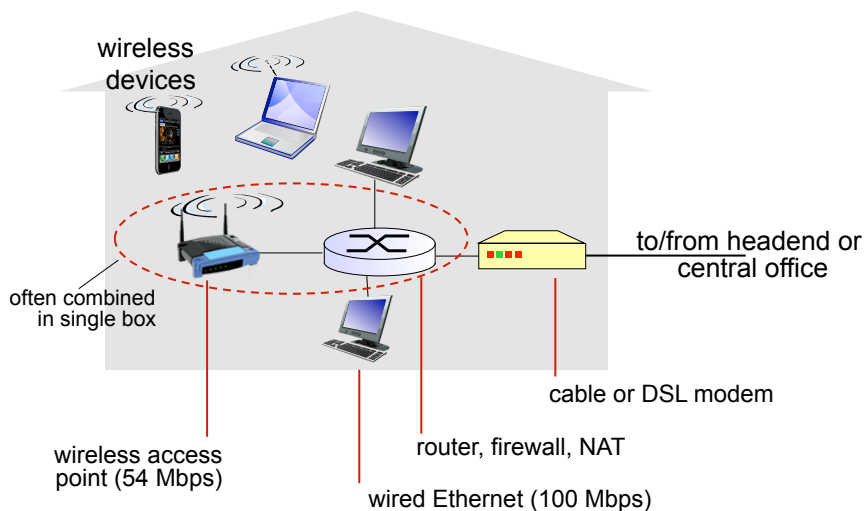 wireless
devices
to/from headend or
central office
often combined
in single box
cable or DSL modem
router, firewall, NAT
wireless access
point (54 Mbps)
wired Ethernet (100 Mbps)